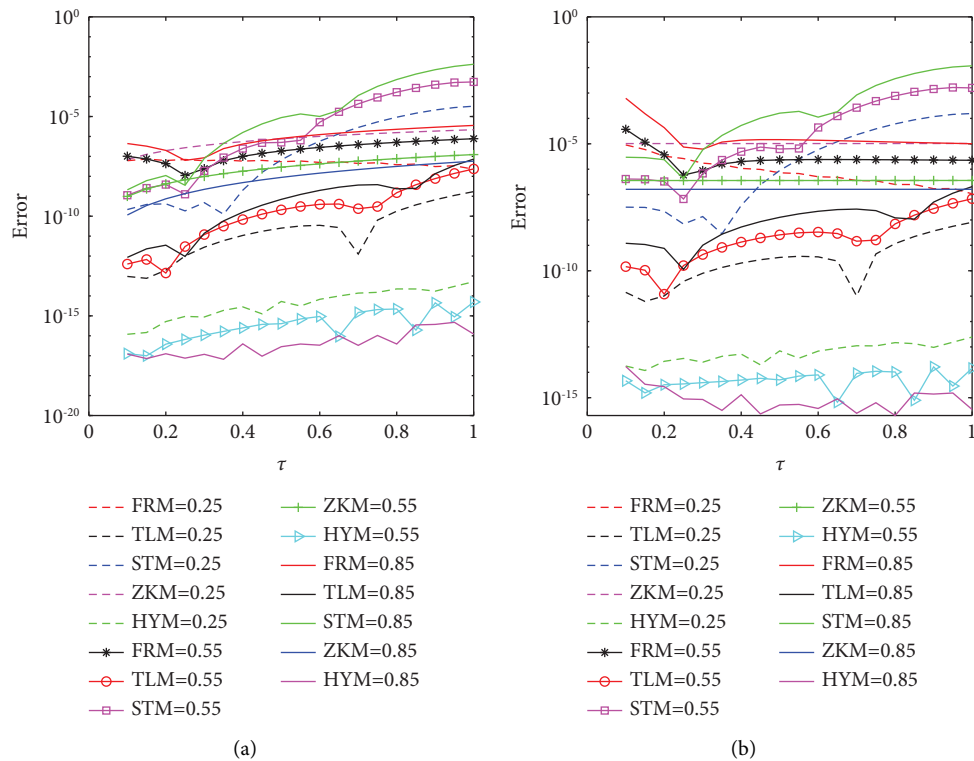 10^0
10^-5
10^-10
10^-15
10^-20
Error
0 0.2 0.4 0.6 0.8 1
τ
FRM=0.25
TLM=0.25
STM=0.25
ZKM=0.25
HYM=0.25
FRM=0.55
TLM=0.55
STM=0.55
ZKM=0.55
HYM=0.55
FRM=0.85
TLM=0.85
STM=0.85
ZKM=0.85
HYM=0.85
(a)
10^0
10^-5
10^-10
10^-15
Error
0 0.2 0.4 0.6 0.8 1
τ
FRM=0.25
TLM=0.25
STM=0.25
ZKM=0.25
HYM=0.25
FRM=0.55
TLM=0.55
STM=0.55
ZKM=0.55
HYM=0.55
FRM=0.85
TLM=0.85
STM=0.85
ZKM=0.85
HYM=0.85
(b)